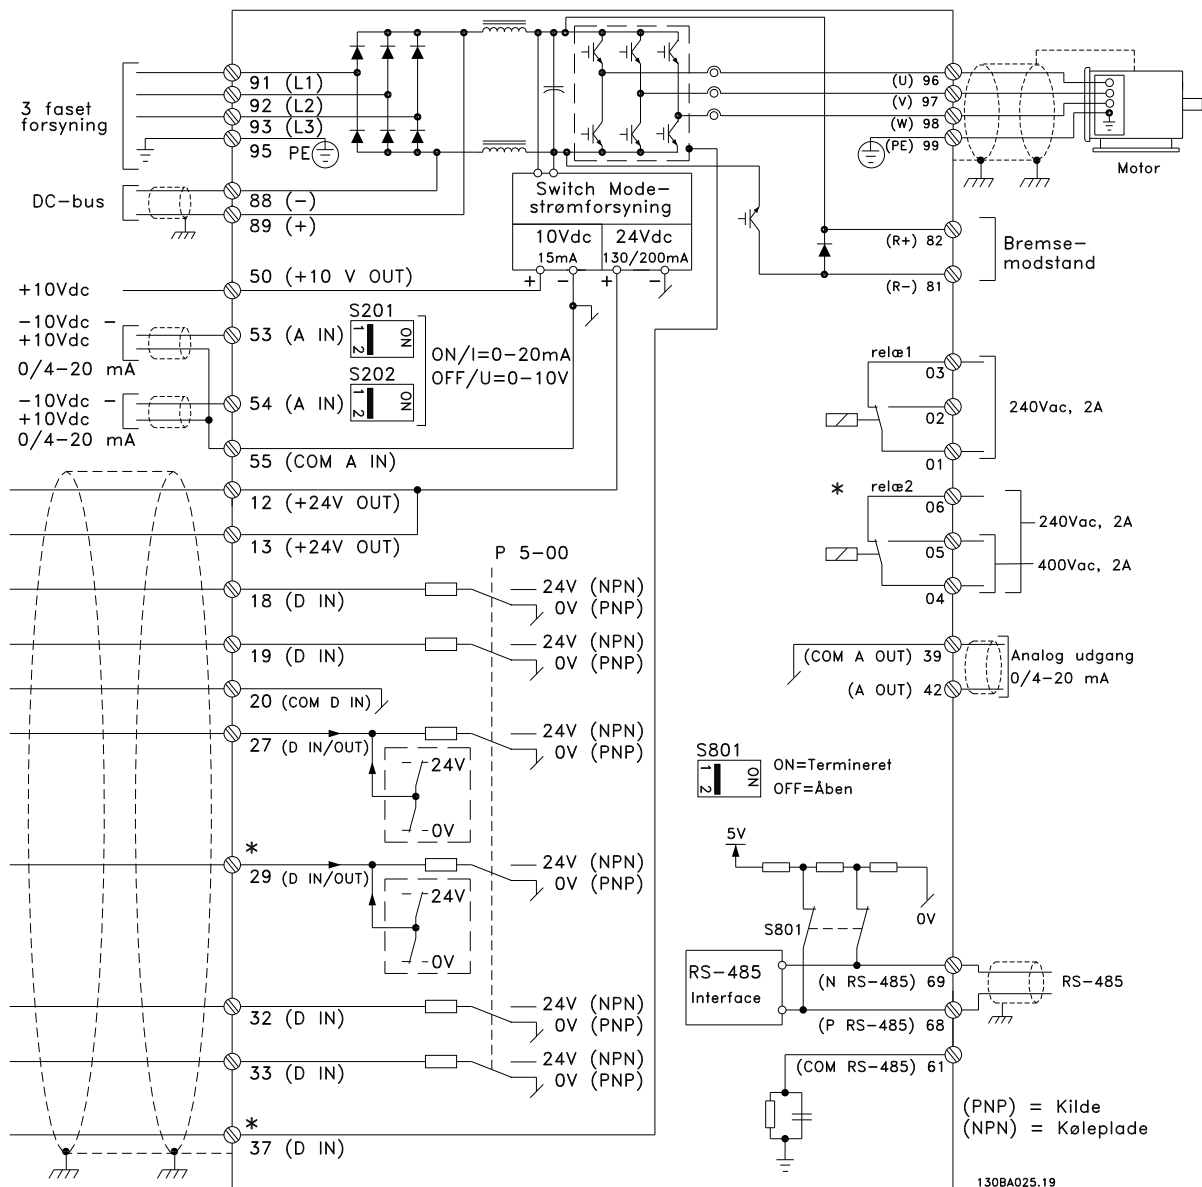 3 faset
forsyning
91 (L1)
92 (L2)
93 (L3)
95 PE
DC-bus
88 (-)
89 (+)
Switch Mode-
strømforsyning
10Vdc
15mA
24Vdc
130/200mA
+ - + -
(U) 96
(V) 97
(W) 98
(PE) 99
Motor
(R+) 82
(R-) 81
Bremse-
modstand
+10Vdc
50 (+10 V OUT)
-10Vdc -
+10Vdc
0/4-20 mA
53 (A IN)
S201
1 2
ON
ON/I=0-20mA
OFF/U=0-10V
-10Vdc -
+10Vdc
0/4-20 mA
54 (A IN)
S202
1 2
ON
55 (COM A IN)
12 (+24V OUT)
13 (+24V OUT)
P 5-00
18 (D IN)
24V (NPN)
0V (PNP)
19 (D IN)
24V (NPN)
0V (PNP)
20 (COM D IN)
27 (D IN/OUT)
24V (NPN)
0V (PNP)
24V
0V
*
29 (D IN/OUT)
24V (NPN)
0V (PNP)
24V
0V
32 (D IN)
24V (NPN)
0V (PNP)
33 (D IN)
24V (NPN)
0V (PNP)
*
37 (D IN)
relæ1
03
02
01
240Vac, 2A
*
relæ2
06
05
04
240Vac, 2A
400Vac, 2A
(COM A OUT) 39
(A OUT) 42
Analog udgang
0/4-20 mA
S801
1 2
ON
ON=Termineret
OFF=Åben
5V
0V
S801
RS-485
Interface
(N RS-485) 69
(P RS-485) 68
RS-485
(COM RS-485) 61
(PNP) = Kilde
(NPN) = Køleplade
130BA025.19